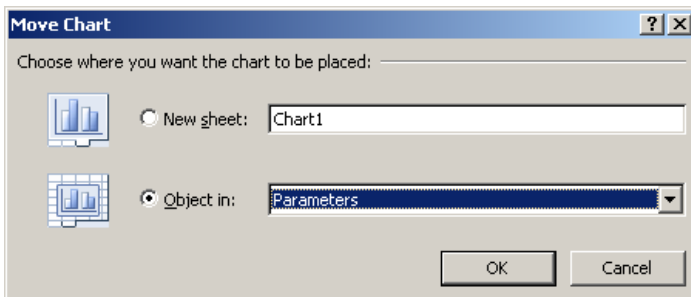 Move Chart
Choose where you want the chart to be placed:
New sheet: Chart1
Object in: Parameters
OK Cancel